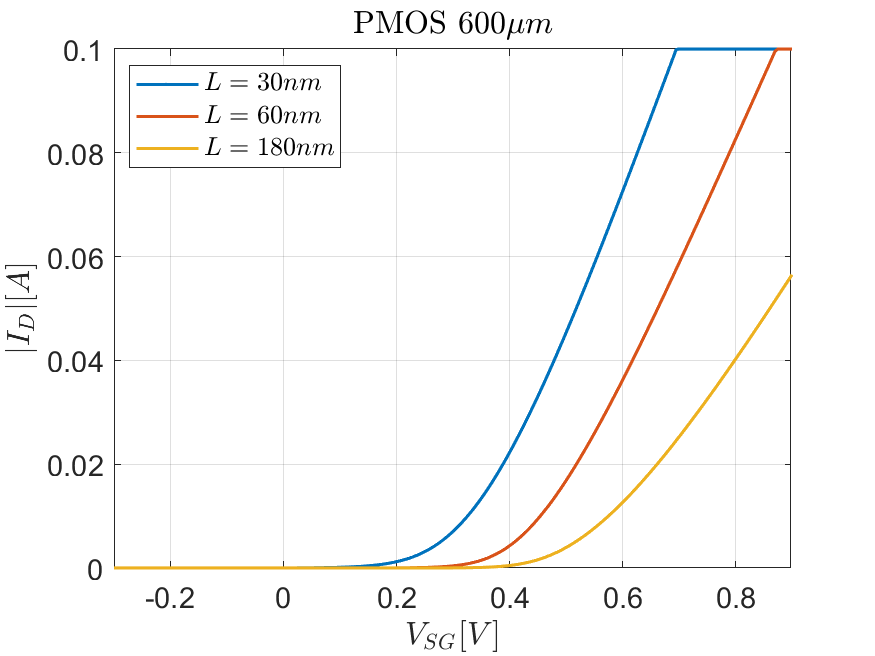 PMOS 600μm
0.1
0.08
0.06
0.04
0.02
0
L = 30nm
L = 60nm
L = 180nm
|I_D|[A]
-0.2 0 0.2 0.4 0.6 0.8
V_SG[V]